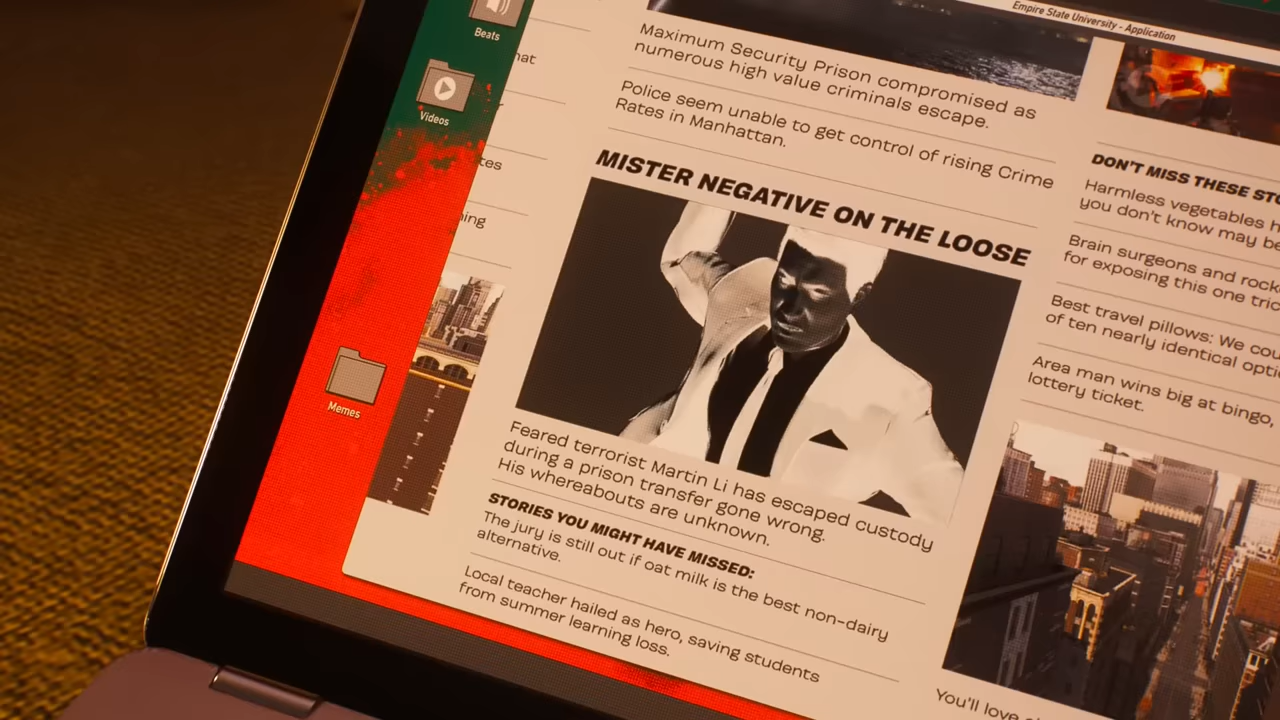 Beats
Videos
Memes
nat
tes
ning
Empire State University - Application
Maximum Security Prison compromised as
numerous high value criminals escape.
Police seem unable to get control of rising Crime
Rates in Manhattan.
MISTER NEGATIVE ON THE LOOSE
Feared terrorist Martin Li has escaped custody
during a prison transfer gone wrong.
His whereabouts are unknown.
STORIES YOU MIGHT HAVE MISSED:
The jury is still out if oat milk is the best non-dairy
alternative.
Local teacher hailed as hero, saving students
from summer learning loss.
DON'T MISS THESE STO
Harmless vegetables h
you don't know may be
Brain surgeons and rock
for exposing this one tric
Best travel pillows: We cou
of ten nearly identical optio
Area man wins big at bingo,
lottery ticket.
You'll love